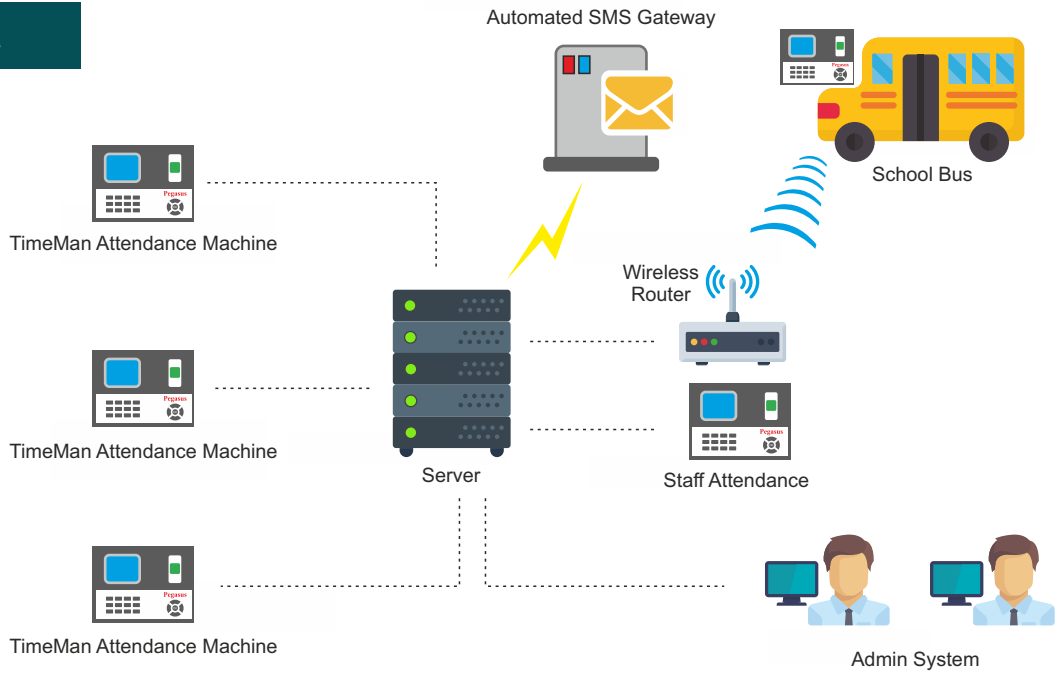 Automated SMS Gateway
Pegasus
School Bus
Pegasus
TimeMan Attendance Machine
Wireless
Router
Pegasus
TimeMan Attendance Machine
Pegasus
Server
Staff Attendance
Pegasus
TimeMan Attendance Machine
Admin System